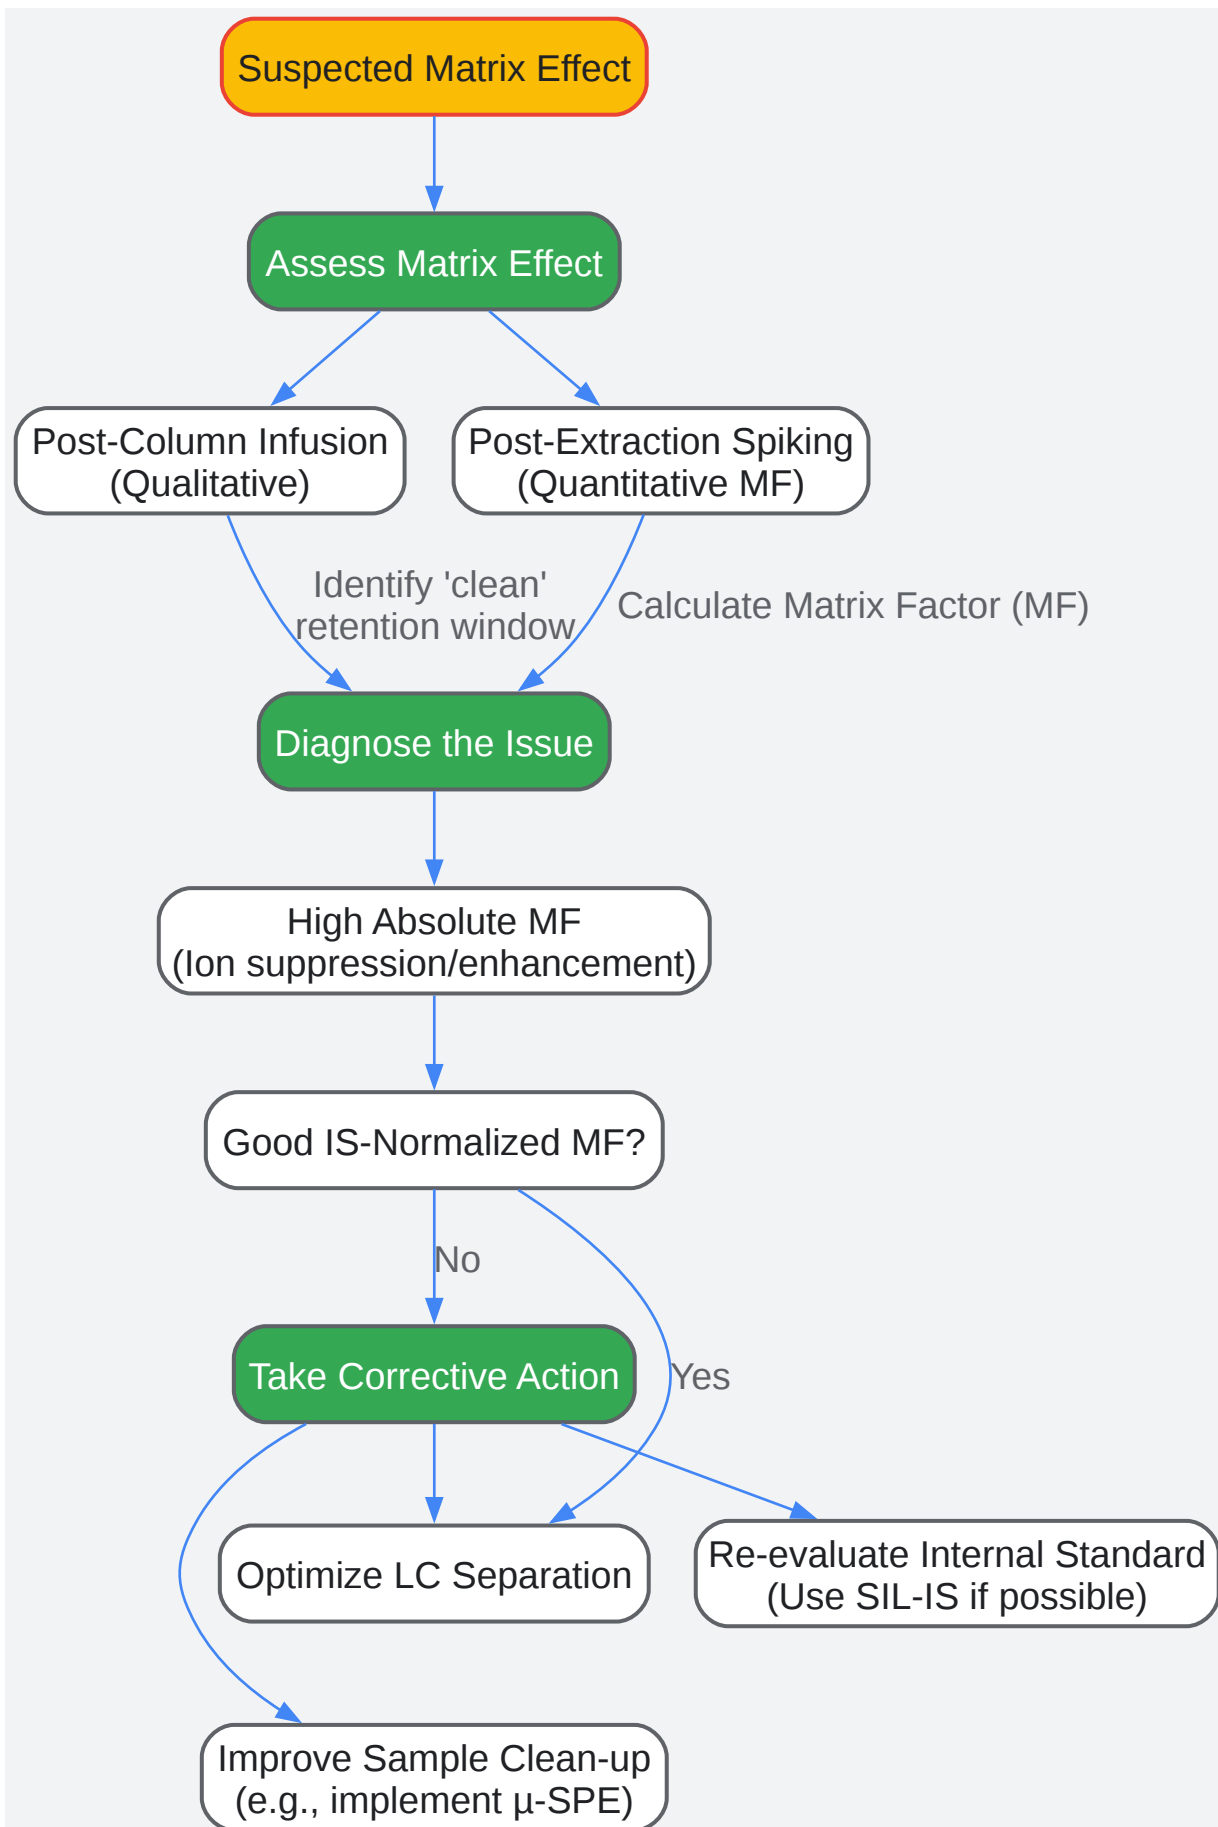 Suspected Matrix Effect
Assess Matrix Effect
Post-Column Infusion
(Qualitative)
Post-Extraction Spiking
(Quantitative MF)
Identify 'clean'
retention window
Calculate Matrix Factor (MF)
Diagnose the Issue
High Absolute MF
(Ion suppression/enhancement)
Good IS-Normalized MF?
No
Take Corrective Action
Yes
Optimize LC Separation
Re-evaluate Internal Standard
(Use SIL-IS if possible)
Improve Sample Clean-up
(e.g., implement µ-SPE)